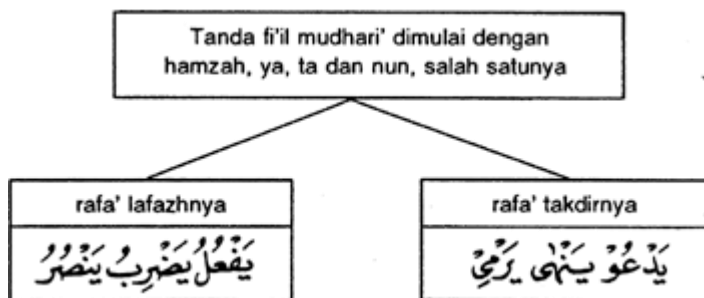 Tanda fi'il mudhari' dimulai dengan
hamzah, ya, ta dan nun, salah satunya
rafa' lafazhnya
يَفْعُلُ يَضْرِبُ يَنْصُرُ
rafa' takdirnya
يَدْعُوْ يَنْهٰى يَرْمِيْ